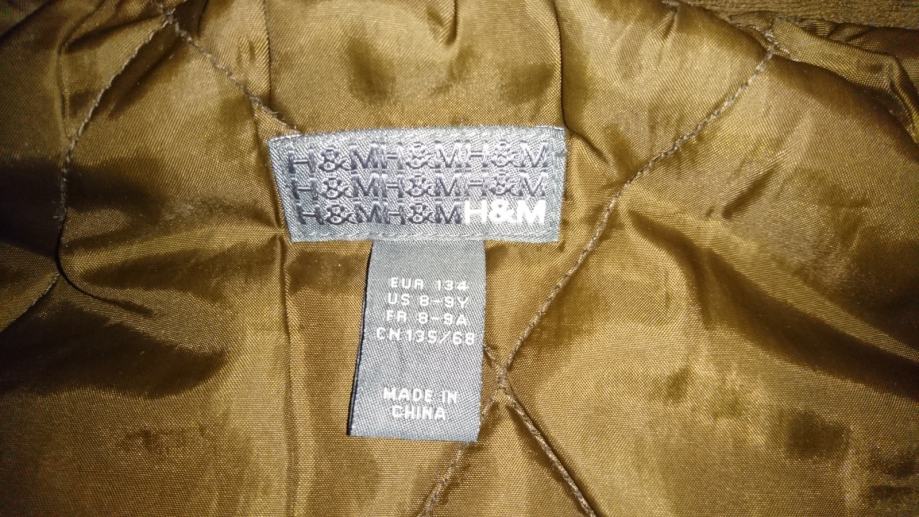 H&MH&MH&M
H&MH&MH&M
H&MH&MH&M
EUR 134
US 8-9Y
FR 8-9A
CN135/68
MADE IN
CHINA